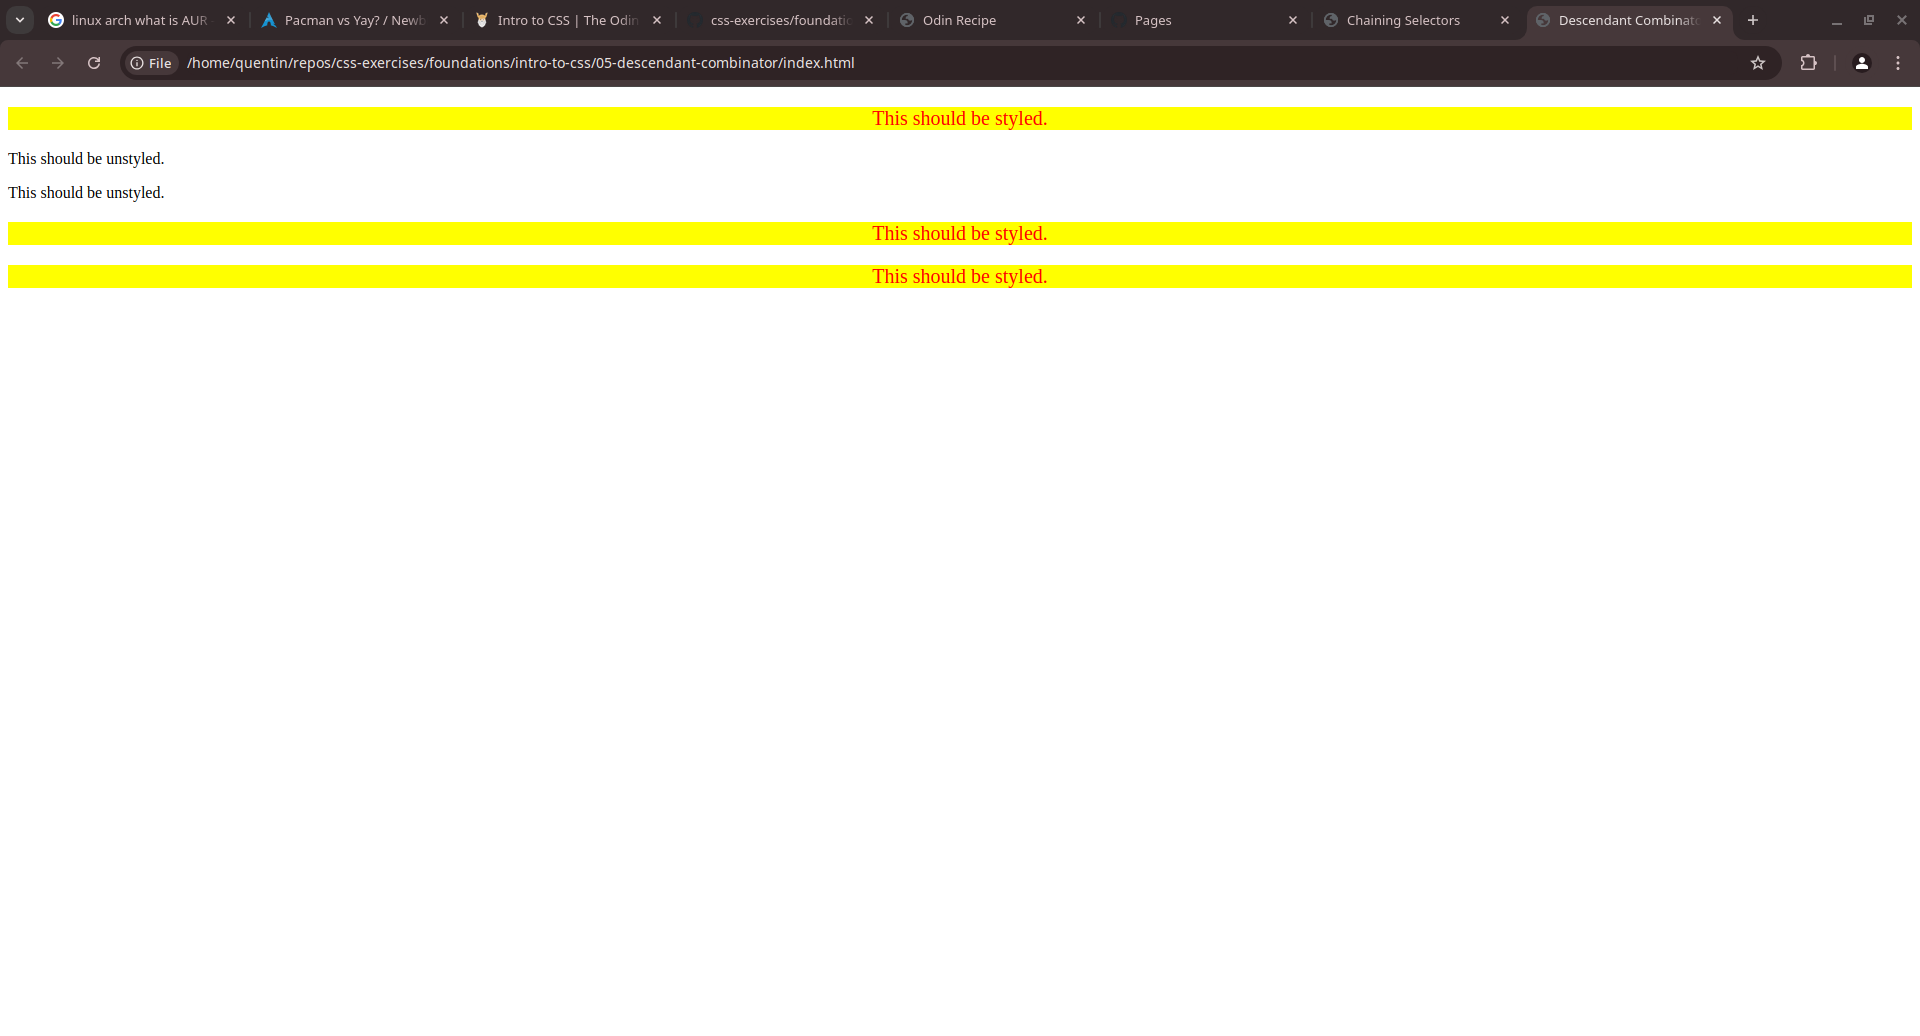 linux arch what is AUR
Pacman vs Yay? / Newb
Intro to CSS | The Odin
css-exercises/foundatio
Odin Recipe
Pages
Chaining Selectors
Descendant Combinato
File
/home/quentin/repos/css-exercises/foundations/intro-to-css/05-descendant-combinator/index.html
This should be styled.
This should be unstyled.
This should be unstyled.
This should be styled.
This should be styled.